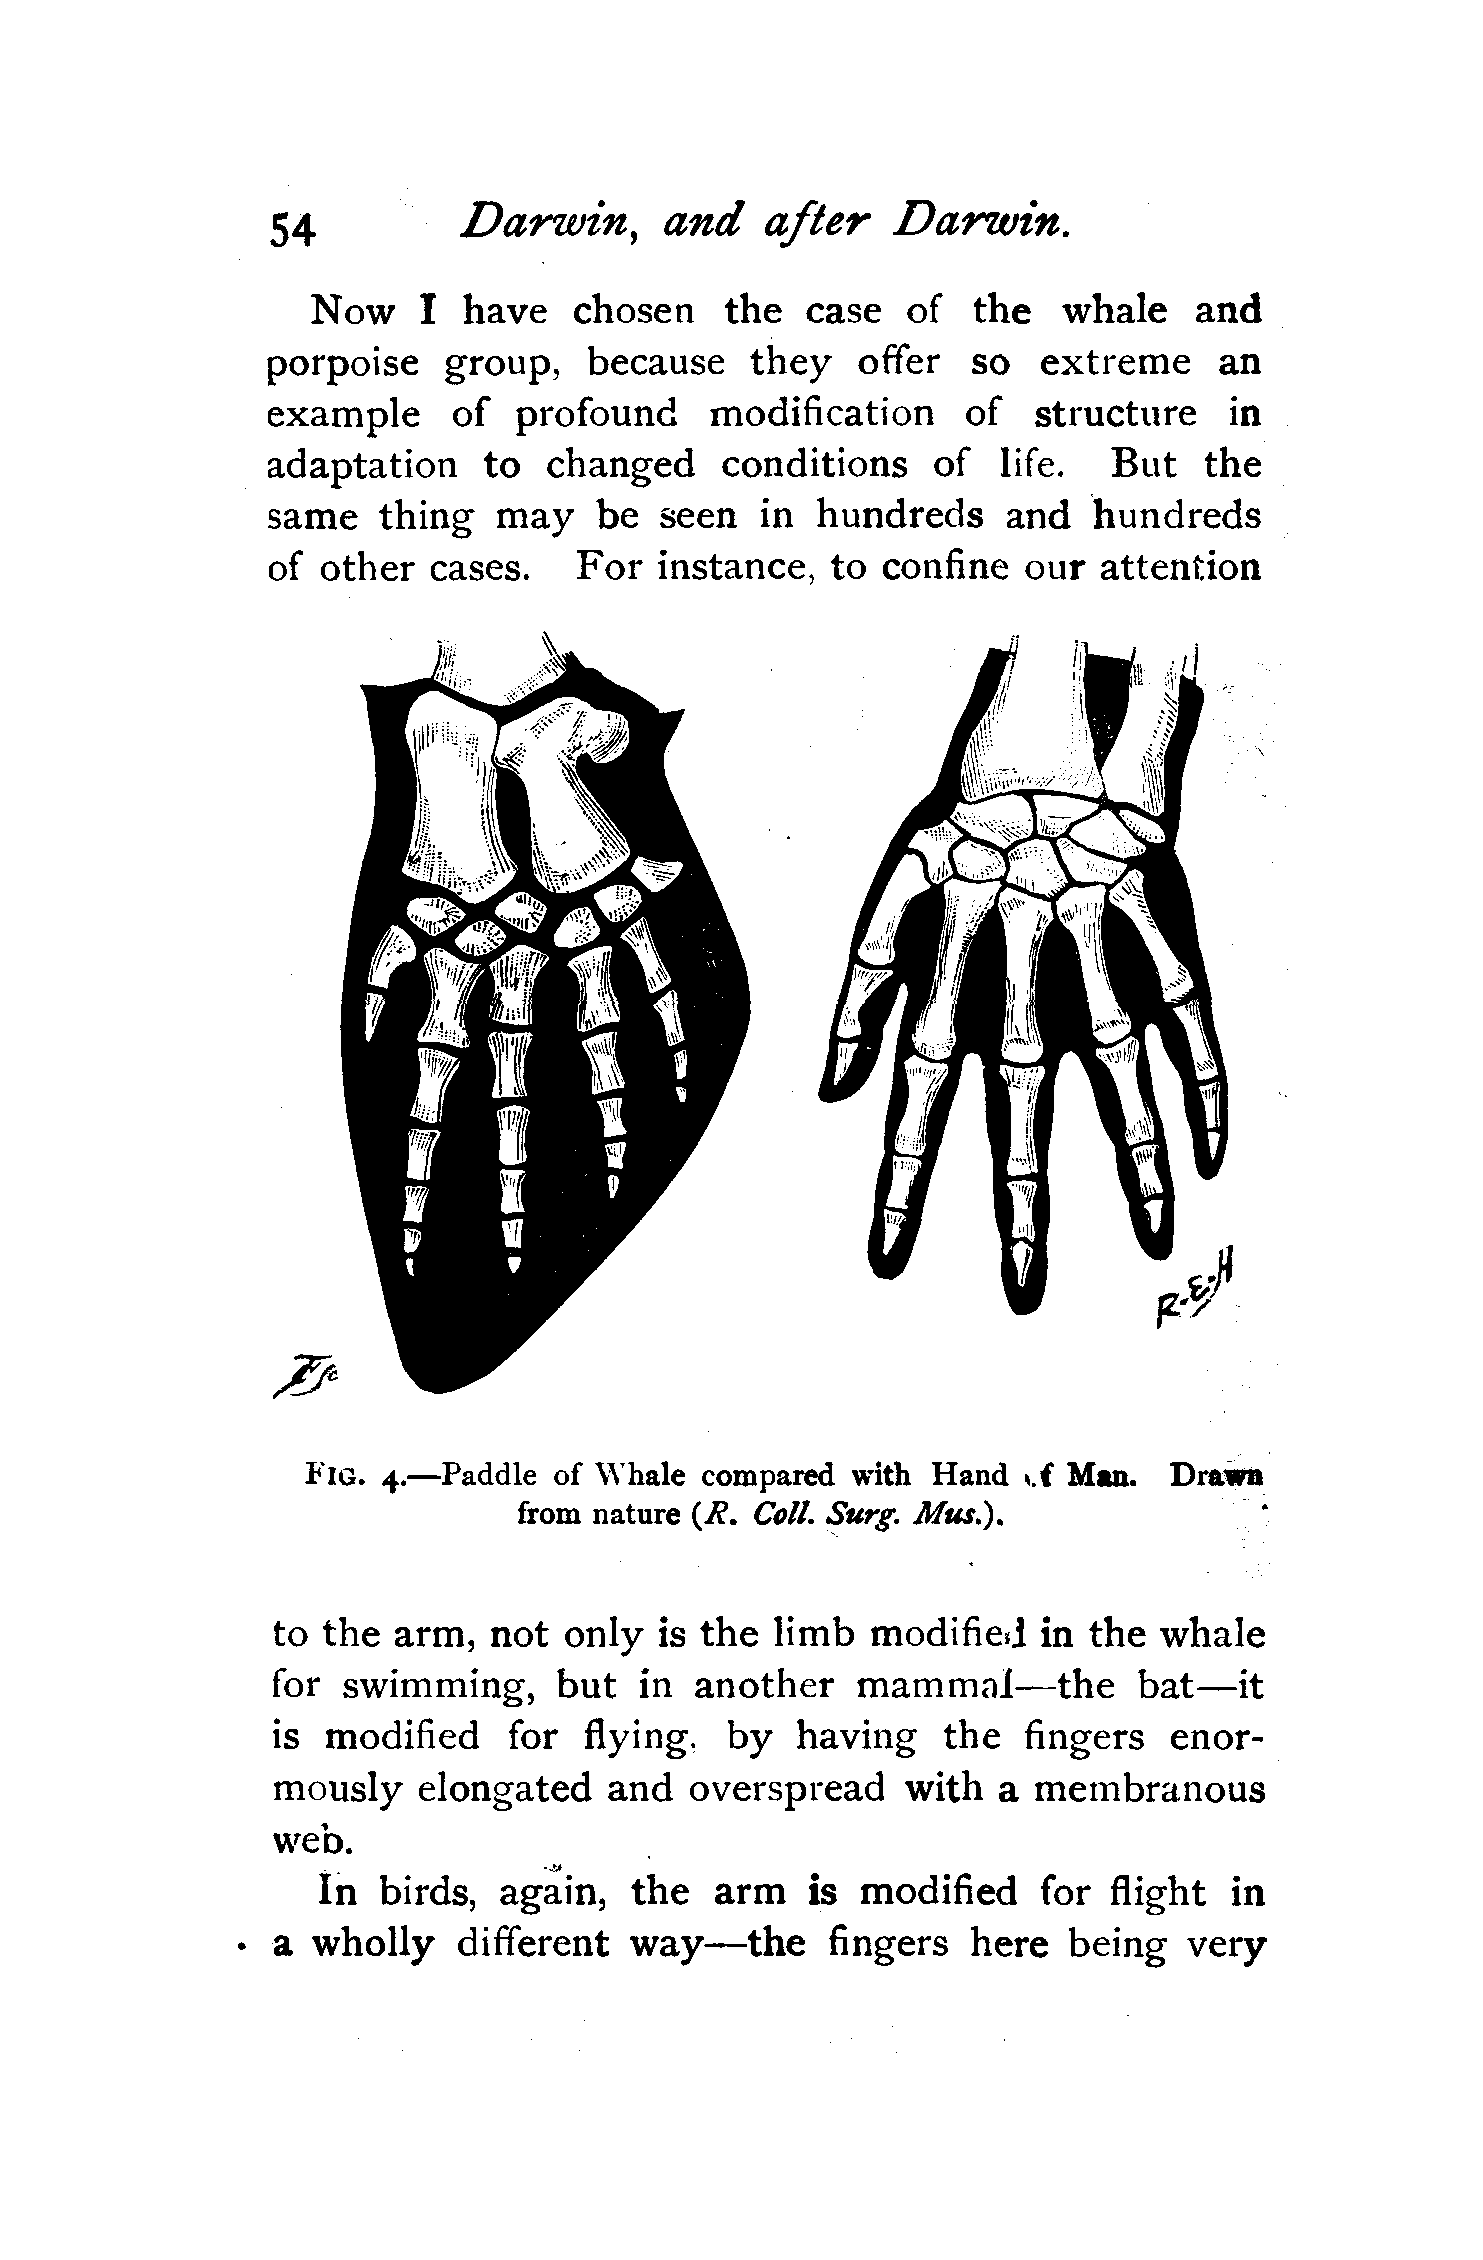 54 Darwin, and after Darwin.
Now I have chosen the case of the whale and
porpoise group, because they offer so extreme an
example of profound modification of structure in
adaptation to changed conditions of life. But the
same thing may be seen in hundreds and hundreds
of other cases. For instance, to confine our attention
R.E.H
FIG. 4.—Paddle of Whale compared with Hand of Man. Drawn
from nature (R. Coll. Surg. Mus.).
to the arm, not only is the limb modified in the whale
for swimming, but in another mammal—the bat—it
is modified for flying, by having the fingers enor-
mously elongated and overspread with a membranous
web.
In birds, again, the arm is modified for flight in
a wholly different way—the fingers here being very